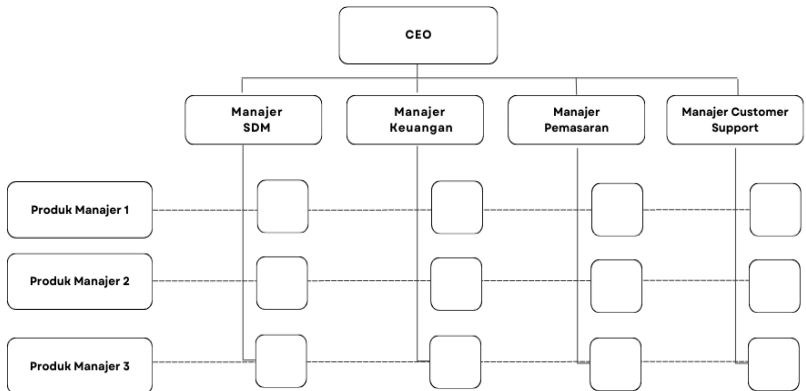 CEO
Manajer
SDM
Manajer
Keuangan
Manajer
Pemasaran
Manajer Customer
Support
Produk Manajer 1
Produk Manajer 2
Produk Manajer 3